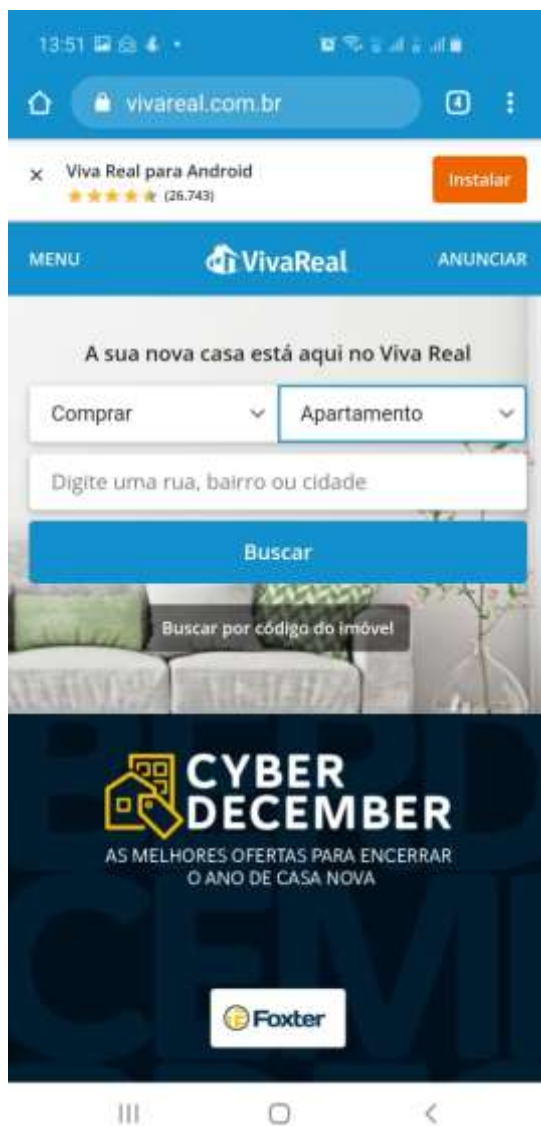 13:51
vivareal.com.br
4
Viva Real para Android
(26.743)
Instalar
MENU
VivaReal
ANUNCIAR
A sua nova casa está aqui no Viva Real
Comprar
Apartamento
Digite uma rua, bairro ou cidade
Buscar
Buscar por código do imóvel
CYBER
DECEMBER
AS MELHORES OFERTAS PARA ENCERRAR
O ANO DE CASA NOVA
Foxter